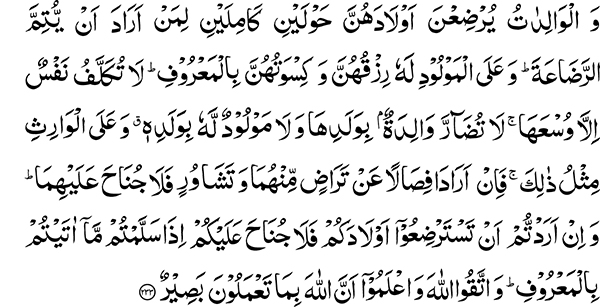 وَ الۡوَالِدٰتُ یُرۡضِعۡنَ اَوۡلَادَهُنَّ حَوۡلَیۡنِ کَامِلَیۡنِ لِمَنۡ اَرَادَ اَنۡ یُّتِمَّ
الرَّضَاعَةَ ؕ وَ عَلَی الۡمَوۡلُوۡدِ لَهٗ رِزۡقُهُنَّ وَ کِسۡوَتُهُنَّ بِالۡمَعۡرُوۡفِ ؕ لَا تُکَلَّفُ نَفۡسٌ
اِلَّا وُسۡعَهَا ۚ لَا تُضَآرَّ وَالِدَةٌۢ بِوَلَدِهَا وَ لَا مَوۡلُوۡدٌ لَّهٗ بِوَلَدِهٖ ٭ وَ عَلَی الۡوَارِثِ
مِثۡلُ ذٰلِکَ ۚ فَاِنۡ اَرَادَا فِصَالًا عَنۡ تَرَاضٍ مِّنۡهُمَا وَ تَشَاوُرٍ فَلَا جُنَاحَ عَلَیۡهِمَا ؕ
وَ اِنۡ اَرَدۡتُّمۡ اَنۡ تَسۡتَرۡضِعُوۡۤا اَوۡلَادَکُمۡ فَلَا جُنَاحَ عَلَیۡکُمۡ اِذَا سَلَّمۡتُمۡ مَّاۤ اٰتَیۡتُمۡ
بِالۡمَعۡرُوۡفِ ؕ وَ اتَّقُوا اللّٰهَ وَ اعۡلَمُوۡۤا اَنَّ اللّٰهَ بِمَا تَعۡمَلُوۡنَ بَصِیۡرٌ ﴿۲۳۳﴾